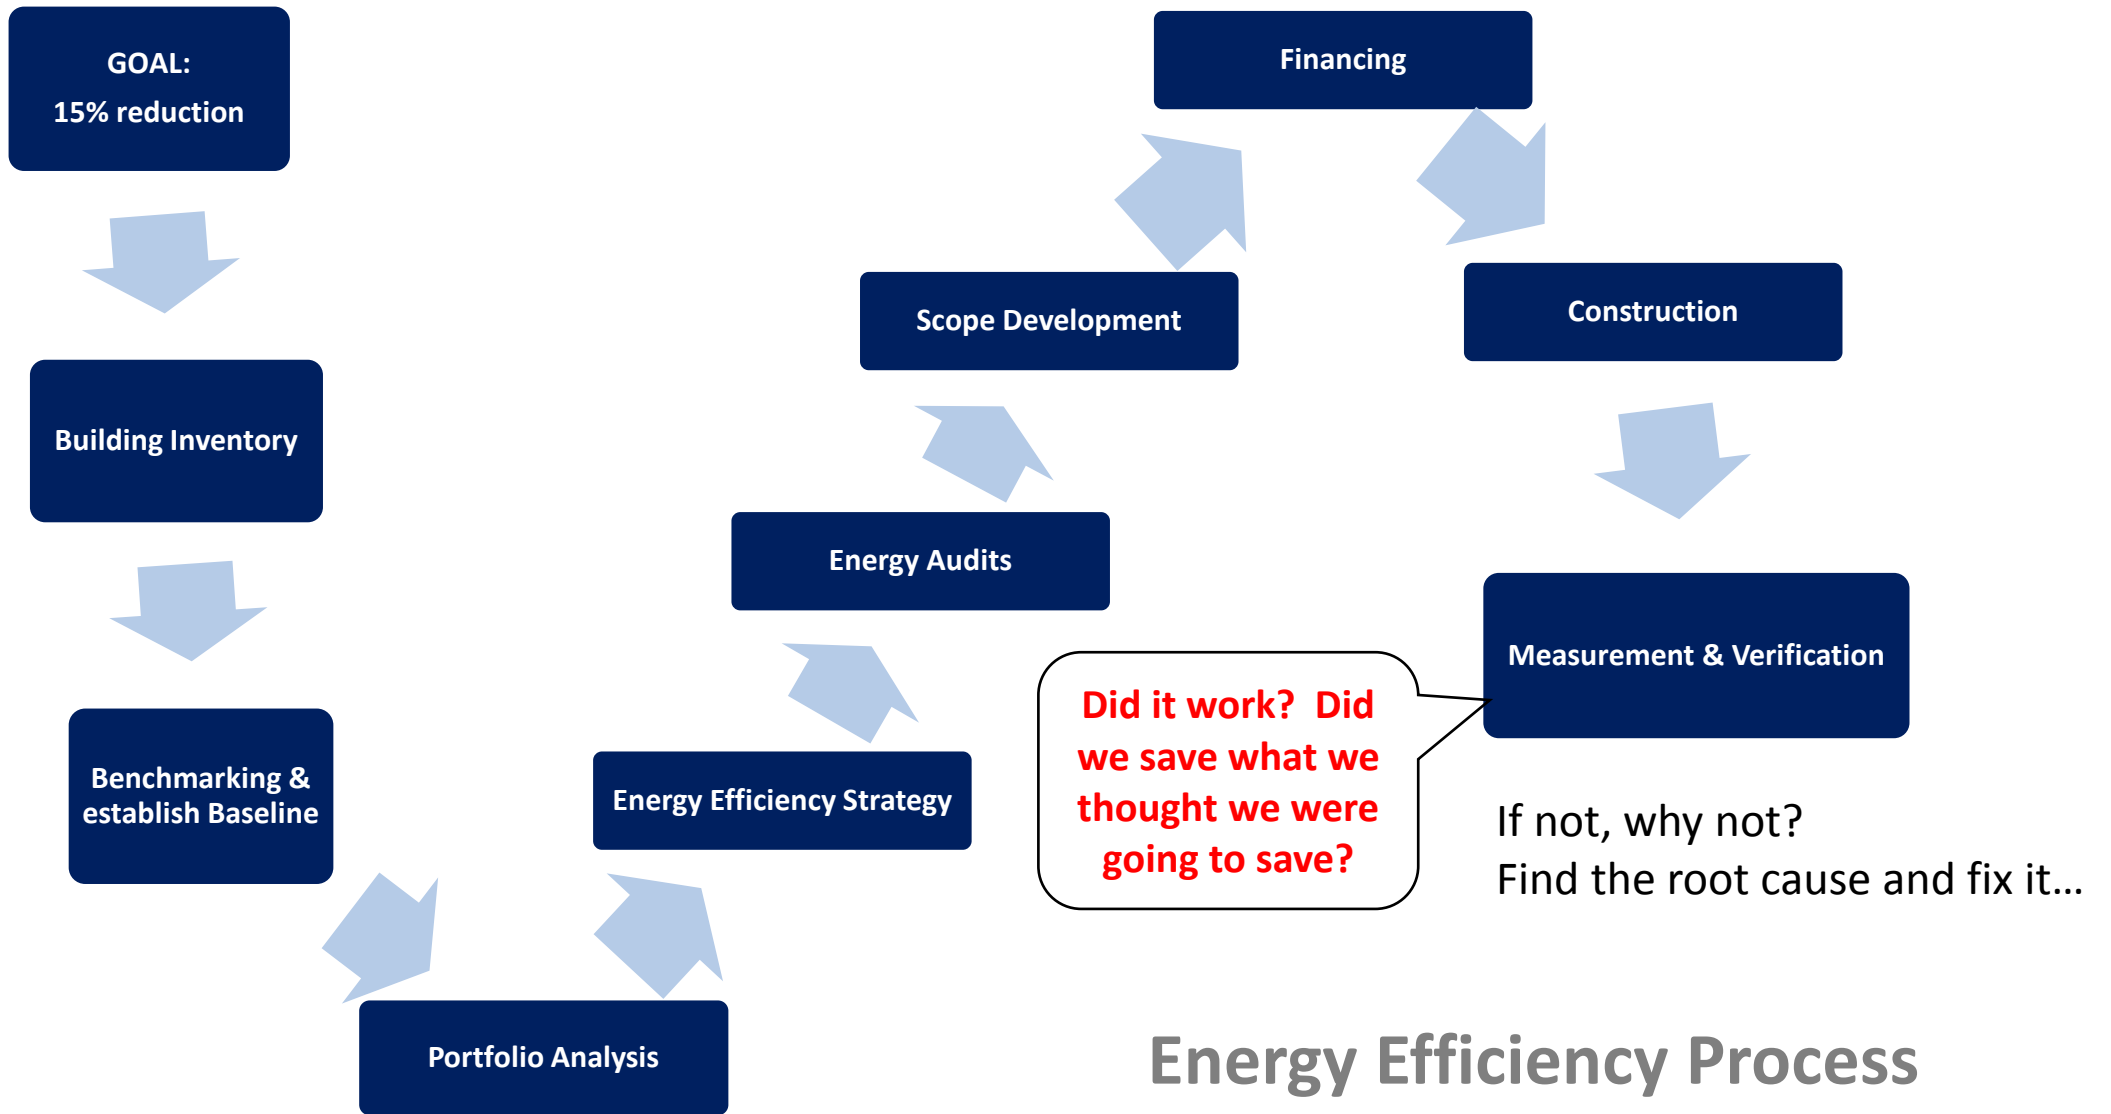 GOAL:
15% reduction
Building Inventory
Benchmarking &
establish Baseline
Portfolio Analysis
Energy Efficiency Strategy
Energy Audits
Scope Development
Financing
Construction
Measurement & Verification
Did it work?  Did
we save what we
thought we were
going to save?
If not, why not?
Find the root cause and fix it…
Energy Efficiency Process